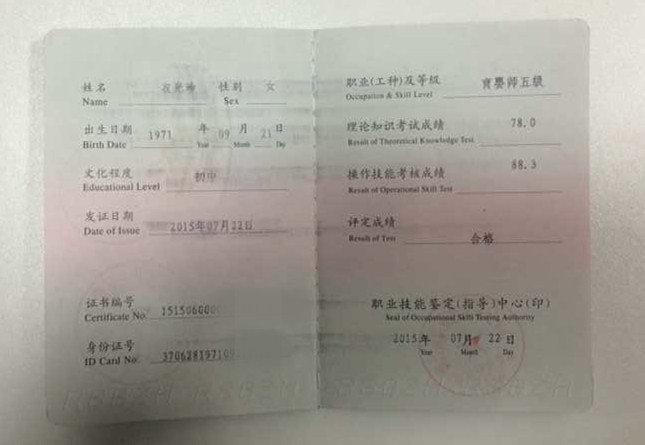 姓名 性别 女
Name Sex
出生日期 1971 年 09 月 21 日
Birth Date Year Month Day
文化程度 初中
Educational Level
发证日期 2015年07月22日
Date of Issue
证书编号
Certificate No. 151506000
身份证号
ID Card No. 37062819710
职业(工种)及等级 育婴师五级
Occupation & Skill Level
理论知识考试成绩 78.0
Result of Theoretical Knowledge Test
操作技能考核成绩 88.3
Result of Operational Skill Test
评定成绩
Result of Test 合格
职业技能鉴定(指导)中心(印)
Seal of Occupational Skill Testing Authority
2015年 07月 22日
Year Month Day